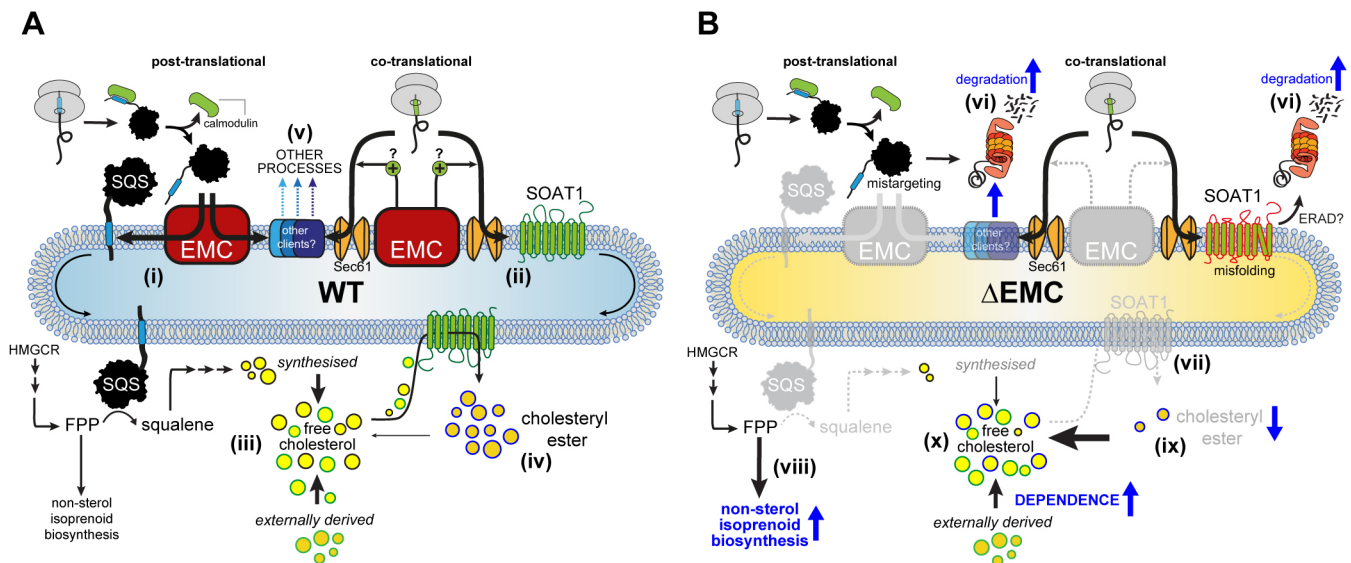 A
post-translational
co-translational
calmodulin
(v)
OTHER
PROCESSES
?
?
+
+
SQS
SOAT1
EMC
other
clients?
EMC
Sec61
(i)
(ii)
WT
HMGCR
synthesised
SQS
FPP
squalene
(iii)
free
cholesterol
cholesteryl
ester
(iv)
non-sterol
isoprenoid
biosynthesis
externally derived
B
post-translational
co-translational
degradation
(vi)
degradation
(vi)
SQS
mistargeting
SOAT1
ERAD?
EMC
other
clients?
EMC
Sec61
misfolding
ΔEMC
SOAT1
HMGCR
synthesised
(vii)
SQS
FPP
squalene
(x)
free
cholesterol
cholesteryl
ester
(ix)
(viii)
DEPENDENCE
non-sterol
isoprenoid
biosynthesis
externally derived